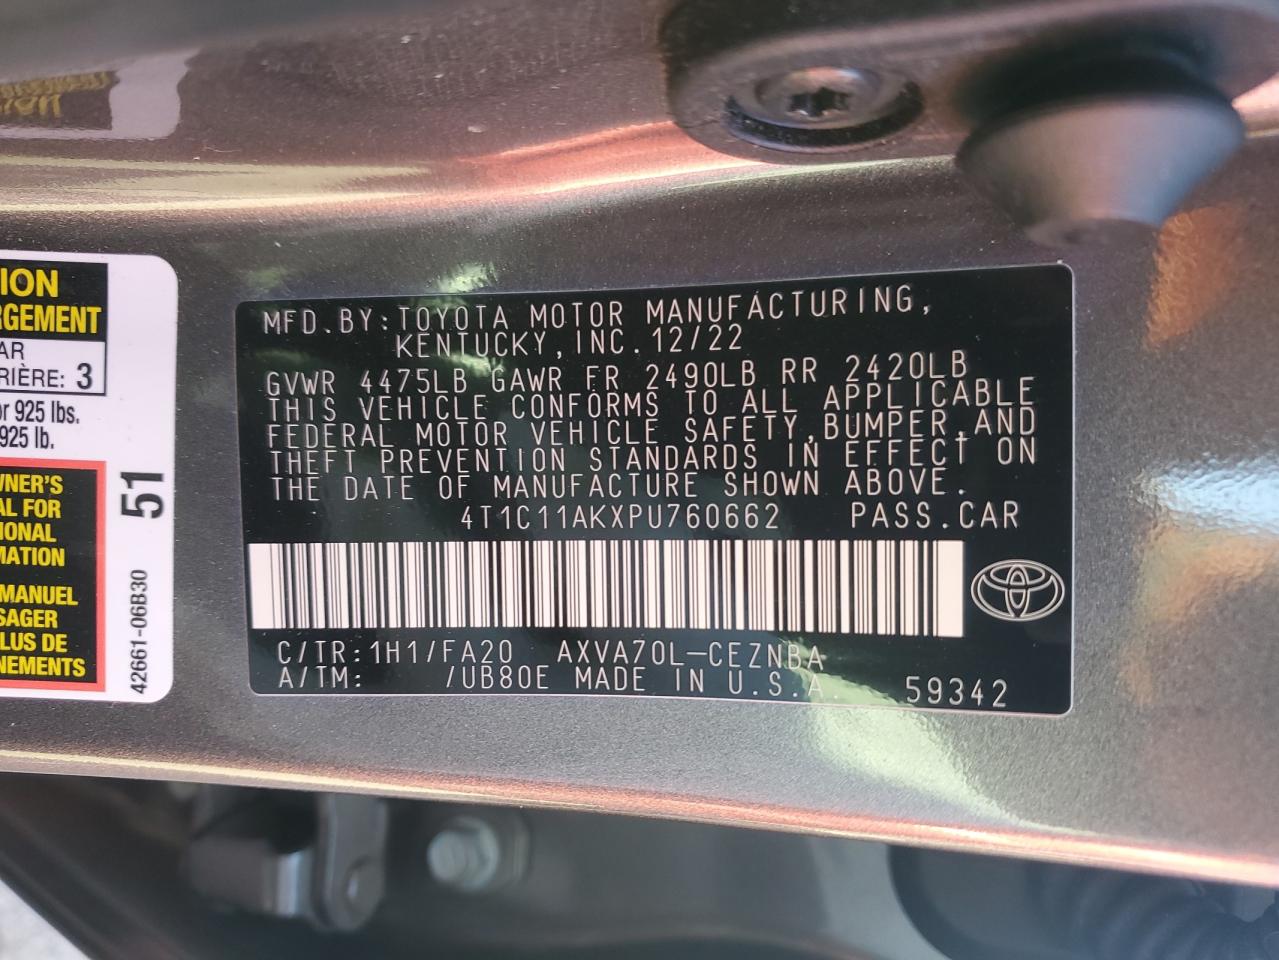 ION
RGEMENT
AR
RIÈRE: 3
or 925 lbs.
925 lb.
WNER'S
AL FOR
IONAL
MATION
MANUEL
SAGER
LUS DE
NEMENTS
51
42661-06B30
MFD.BY:TOYOTA MOTOR MANUFACTURING,
KENTUCKY,INC.12/22
GVWR 4475LB GAWR FR 2490LB RR 2420LB
THIS VEHICLE CONFORMS TO ALL APPLICABLE
FEDERAL MOTOR VEHICLE SAFETY,BUMPER,AND
THEFT PREVENTION STANDARDS IN EFFECT ON
THE DATE OF MANUFACTURE SHOWN ABOVE.
4T1C11AKXPU760662 PASS.CAR
C/TR:1H1/FA20 AXVA70L-CEZNBA
A/TM: /UB80E MADE IN U.S.A. 59342